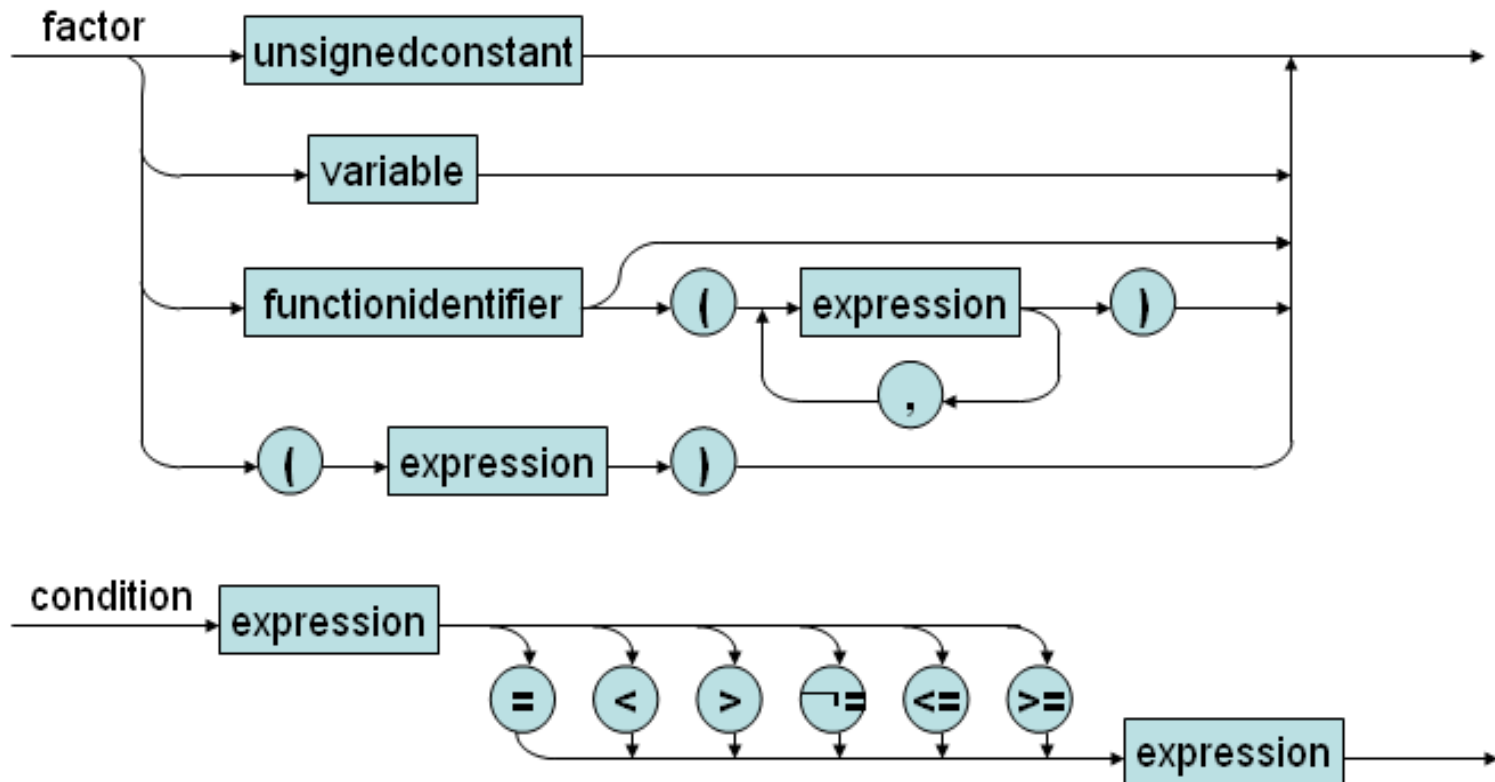 factor
unsignedconstant
variable
functionidentifier ( expression )
,
( expression )
condition
expression
= < > ¬= <= >=
expression